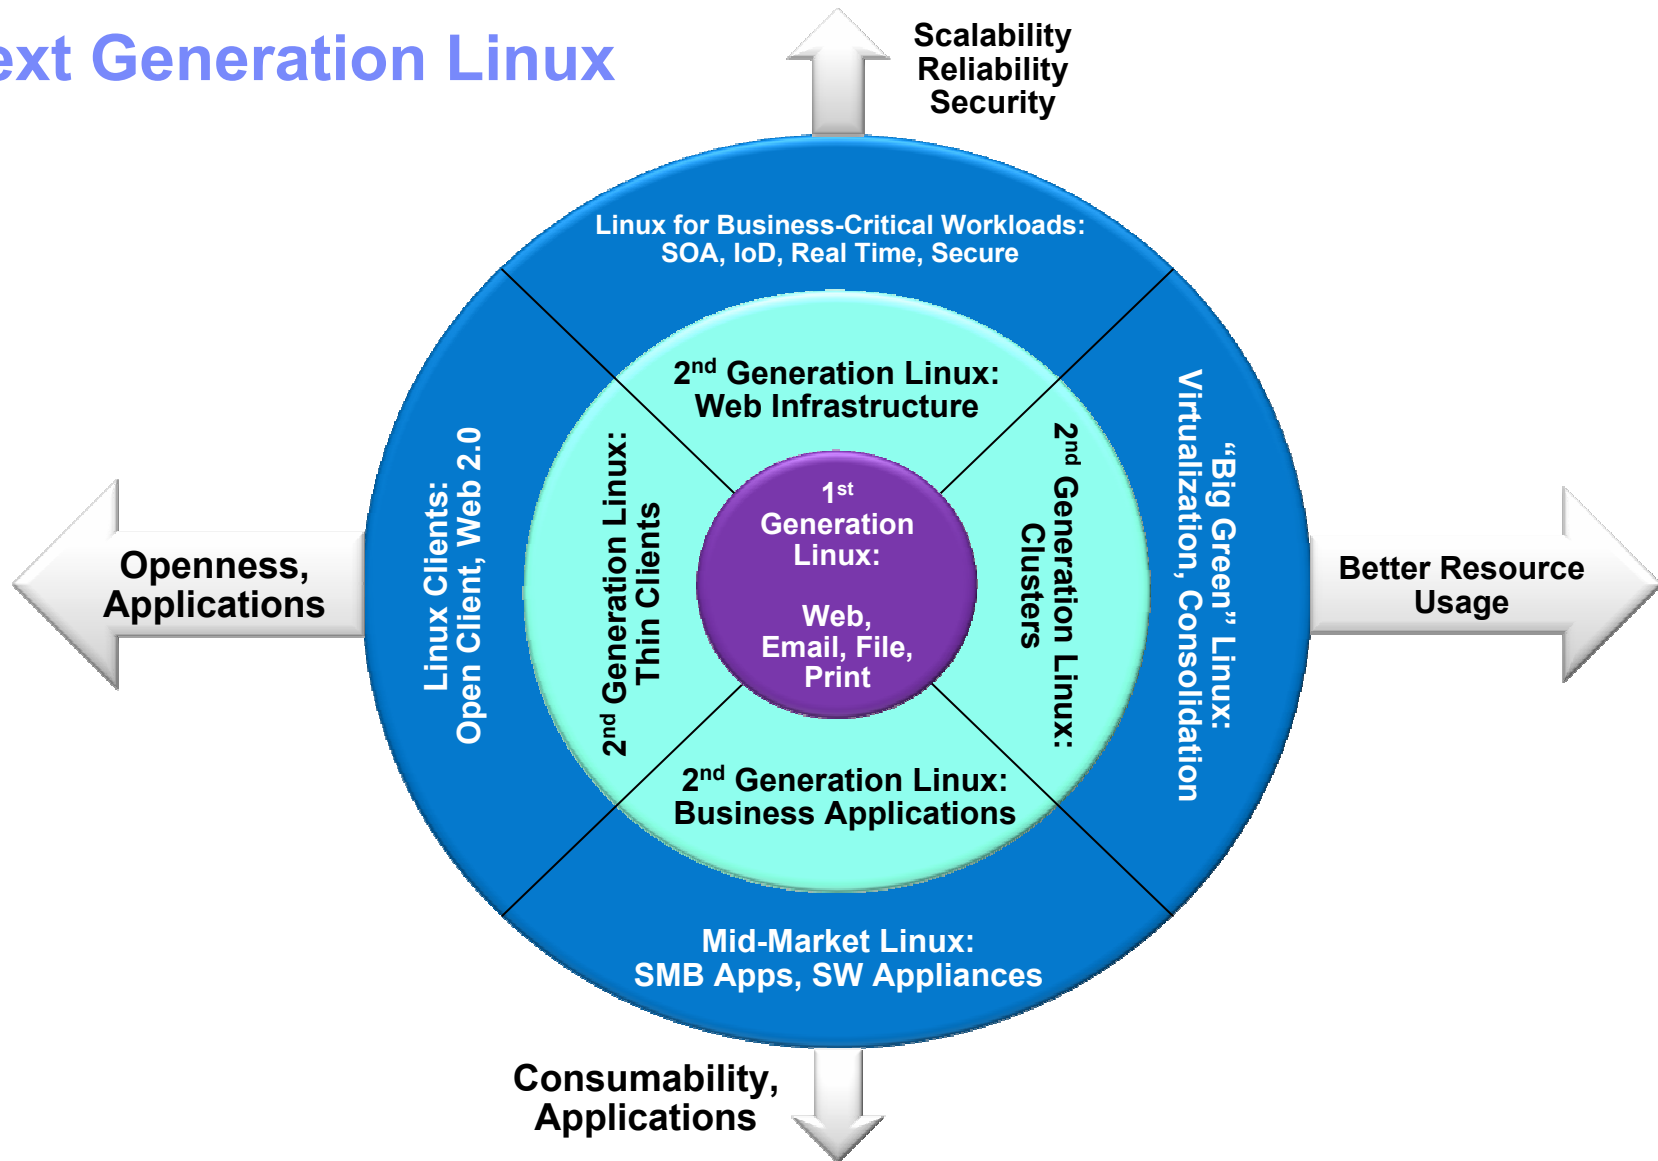 ext Generation Linux
Scalability
Reliability
Security
Linux for Business-Critical Workloads:
SOA, IoD, Real Time, Secure
2nd Generation Linux:
Web Infrastructure
Linux Clients:
Open Client, Web 2.0
2nd Generation Linux:
Thin Clients
1st
Generation
Linux:
Web,
Email, File,
Print
2nd Generation Linux:
Clusters
“Big Green” Linux:
Virtualization, Consolidation
Openness,
Applications
Better Resource
Usage
2nd Generation Linux:
Business Applications
Mid-Market Linux:
SMB Apps, SW Appliances
Consumability,
Applications